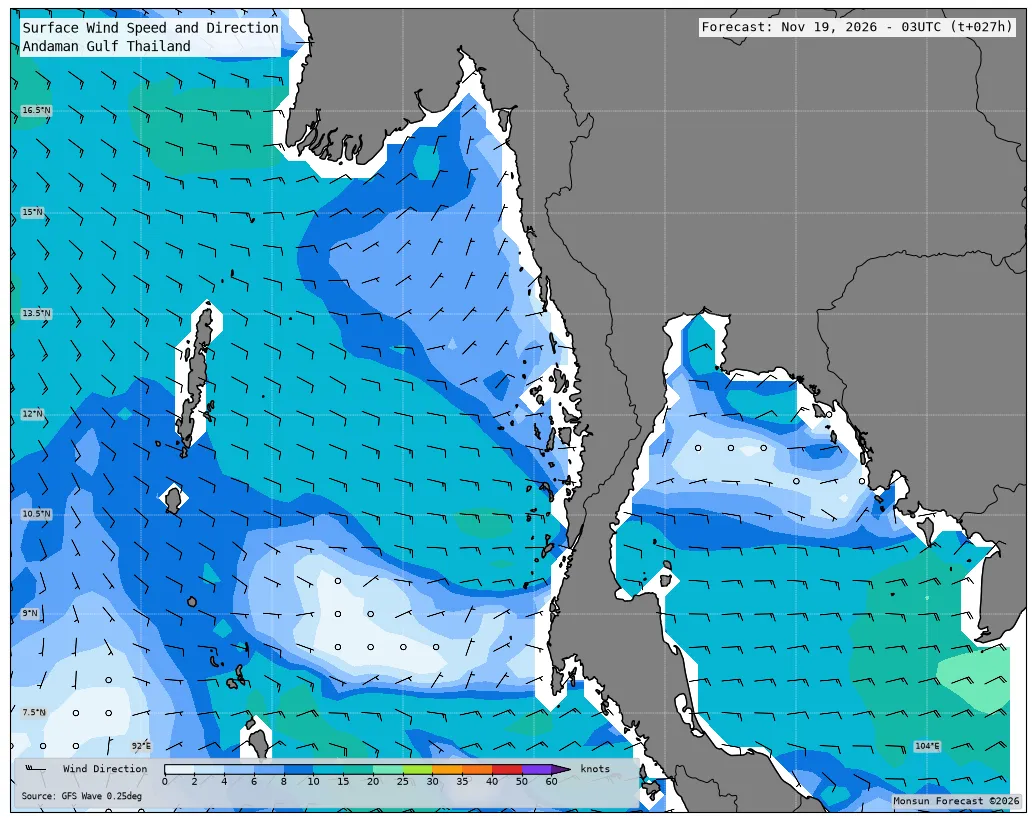 Surface Wind Speed and Direction
Andaman Gulf Thailand
Forecast: Nov 19, 2026 - 03UTC (t+027h)
16.5°N
15°N
13.5°N
12°N
10.5°N
9°N
7.5°N
92°E
104°E
Wind Direction
0 2 4 6 8 10 15 20 25 30 35 40 50 60
knots
Source: GFS Wave 0.25deg
Monsun Forecast ©2026